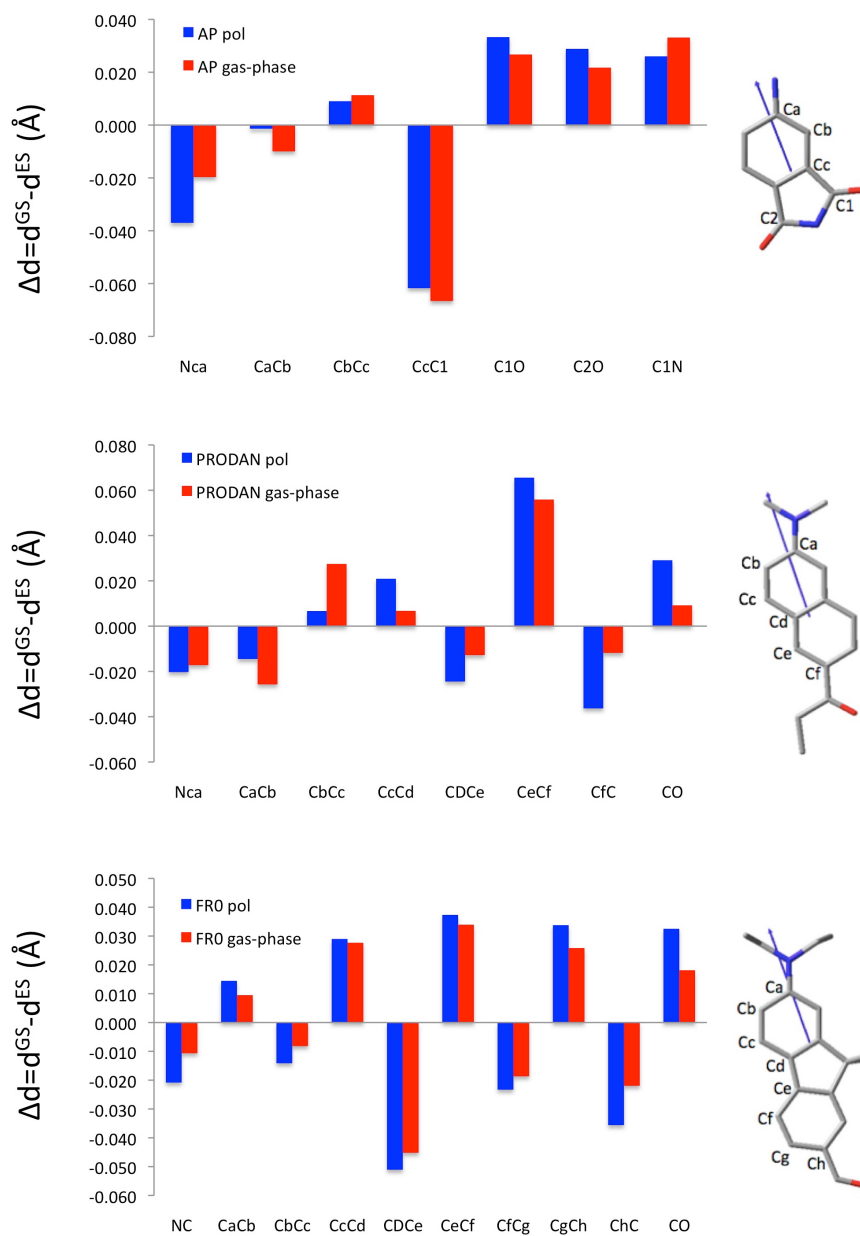 0.040
0.020
0.000
-0.020
-0.040
-0.060
-0.080
Δd=d^GS-d^ES (Å)
AP pol
AP gas-phase
Nca CaCb CbCc CcC1 C1O C2O C1N
Ca
Cb
Cc
C2 C1
0.080
0.060
0.040
0.020
0.000
-0.020
-0.040
-0.060
Δd=d^GS-d^ES (Å)
PRODAN pol
PRODAN gas-phase
Nca CaCb CbCc CcCd CDCe CeCf CfC CO
Ca
Cb
Cc
Cd
Ce
Cf
0.050
0.040
0.030
0.020
0.010
0.000
-0.010
-0.020
-0.030
-0.040
-0.050
-0.060
Δd=d^GS-d^ES (Å)
FR0 pol
FR0 gas-phase
NC CaCb CbCc CcCd CDCe CeCf CfCg CgCh ChC CO
Ca
Cb
Cc
Cd
Ce
Cf
Cg Ch